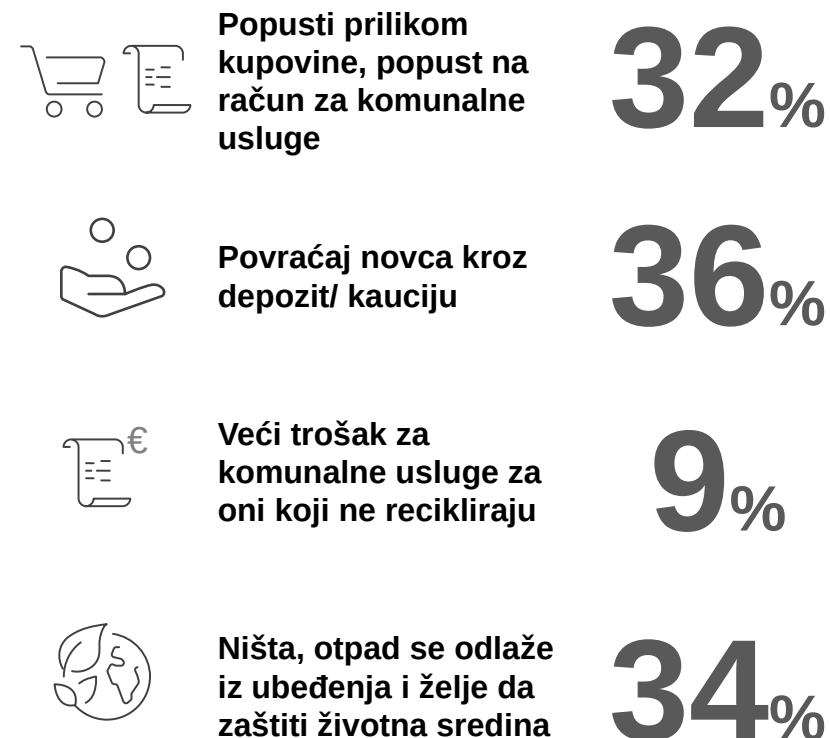 Popusti prilikom
kupovine, popust na
račun za komunalne
usluge
32%
Povraćaj novca kroz
depozit/ kauciju
36%
€
Veći trošak za
komunalne usluge za
oni koji ne recikliraju
9%
Ništa, otpad se odlaže
iz ubeđenja i želje da
zaštiti životna sredina
34%